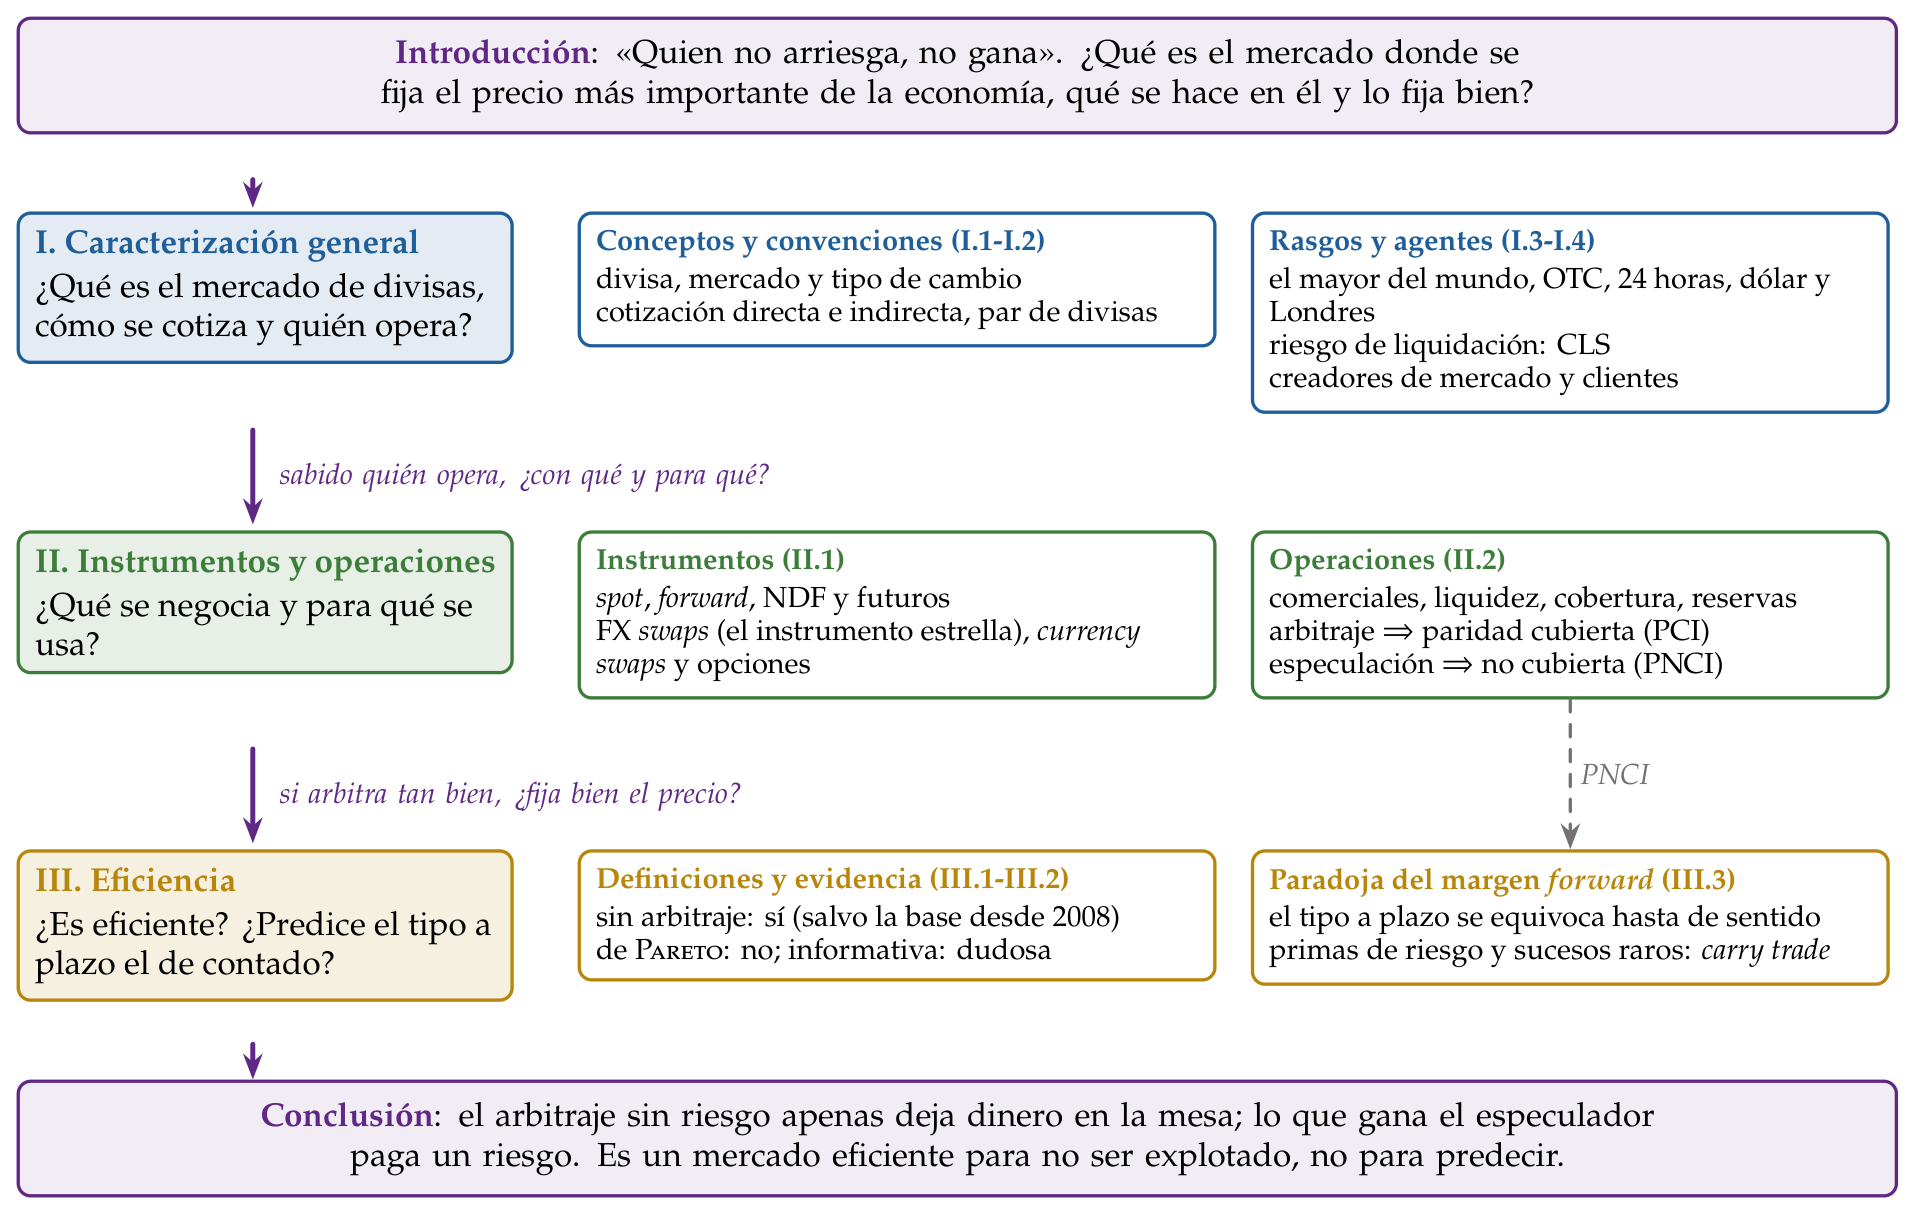 Introducción: «Quien no arriesga, no gana». ¿Qué es el mercado donde se
fija el precio más importante de la economía, qué se hace en él y lo fija bien?
I. Caracterización general
¿Qué es el mercado de divisas,
cómo se cotiza y quién opera?
Conceptos y convenciones (I.1-I.2)
divisa, mercado y tipo de cambio
cotización directa e indirecta, par de divisas
Rasgos y agentes (I.3-I.4)
el mayor del mundo, OTC, 24 horas, dólar y
Londres
riesgo de liquidación: CLS
creadores de mercado y clientes
sabido quién opera, ¿con qué y para qué?
II. Instrumentos y operaciones
¿Qué se negocia y para qué se
usa?
Instrumentos (II.1)
spot, forward, NDF y futuros
FX swaps (el instrumento estrella), currency
swaps y opciones
Operaciones (II.2)
comerciales, liquidez, cobertura, reservas
arbitraje ⟹ paridad cubierta (PCI)
especulación ⟹ no cubierta (PNCI)
PNCI
si arbitra tan bien, ¿fija bien el precio?
III. Eficiencia
¿Es eficiente? ¿Predice el tipo a
plazo el de contado?
Definiciones y evidencia (III.1-III.2)
sin arbitraje: sí (salvo la base desde 2008)
de Pareto: no; informativa: dudosa
Paradoja del margen forward (III.3)
el tipo a plazo se equivoca hasta de sentido
primas de riesgo y sucesos raros: carry trade
Conclusión: el arbitraje sin riesgo apenas deja dinero en la mesa; lo que gana el especulador
paga un riesgo. Es un mercado eficiente para no ser explotado, no para predecir.